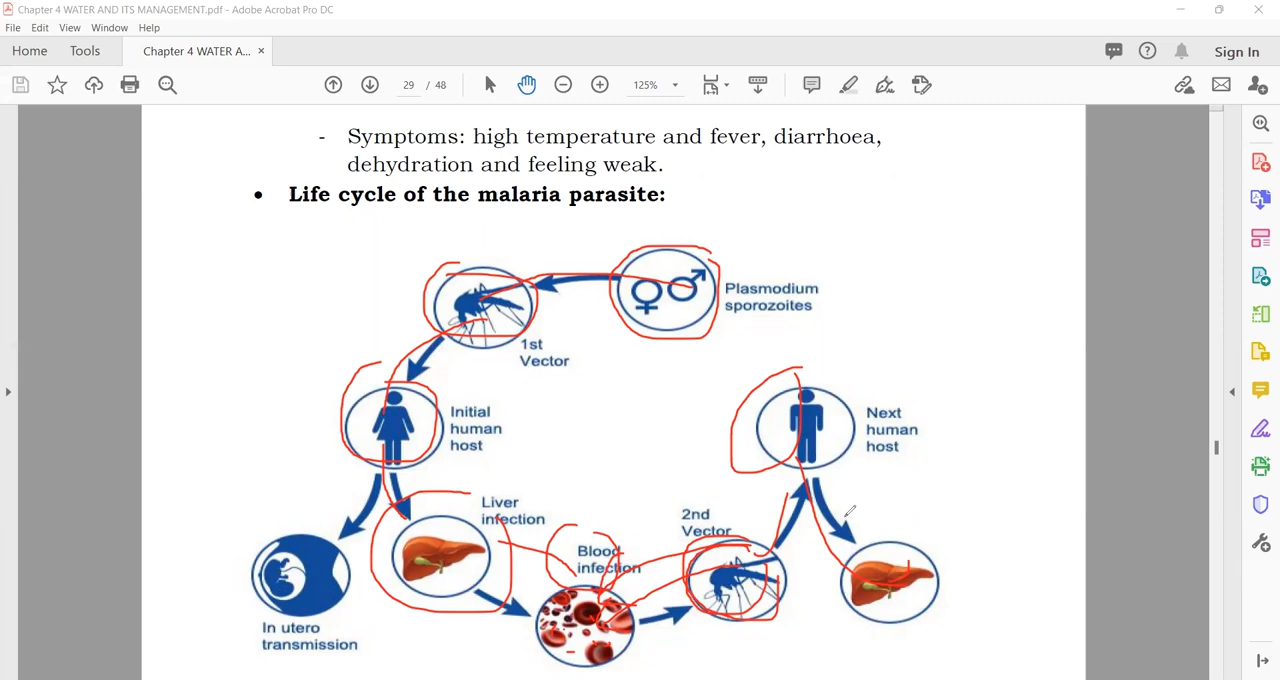 Chapter 4 WATER AND ITS MANAGEMENT.pdf - Adobe Acrobat Pro DC
File Edit View Window Help
Home Tools Chapter 4 WATER A... × Sign In
29 / 48 125%
- Symptoms: high temperature and fever, diarrhoea,
dehydration and feeling weak.
• Life cycle of the malaria parasite:
Plasmodium
sporozoites
1st
Vector
Initial
human
host
Next
human
host
Liver
infection
2nd
Vector
Blood
infection
In utero
transmission